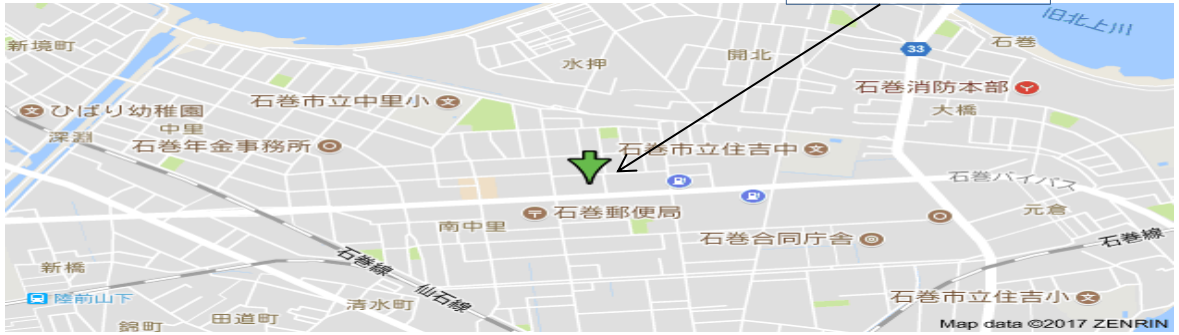 旧北上川
新境町
石巻
33
開北
水押
石巻消防本部
石巻市立中里小
ひばり幼稚園
大橋
中里
深淵
石巻年金事務所
石巻市立住吉中
石巻バイパス
元倉
石巻郵便局
南中里
石巻合同庁舎
石巻線
石巻線
新橋
仙石線
陸前山下
清水町
石巻市立住吉小
田道町
錦町
Map data ©2017 ZENRIN